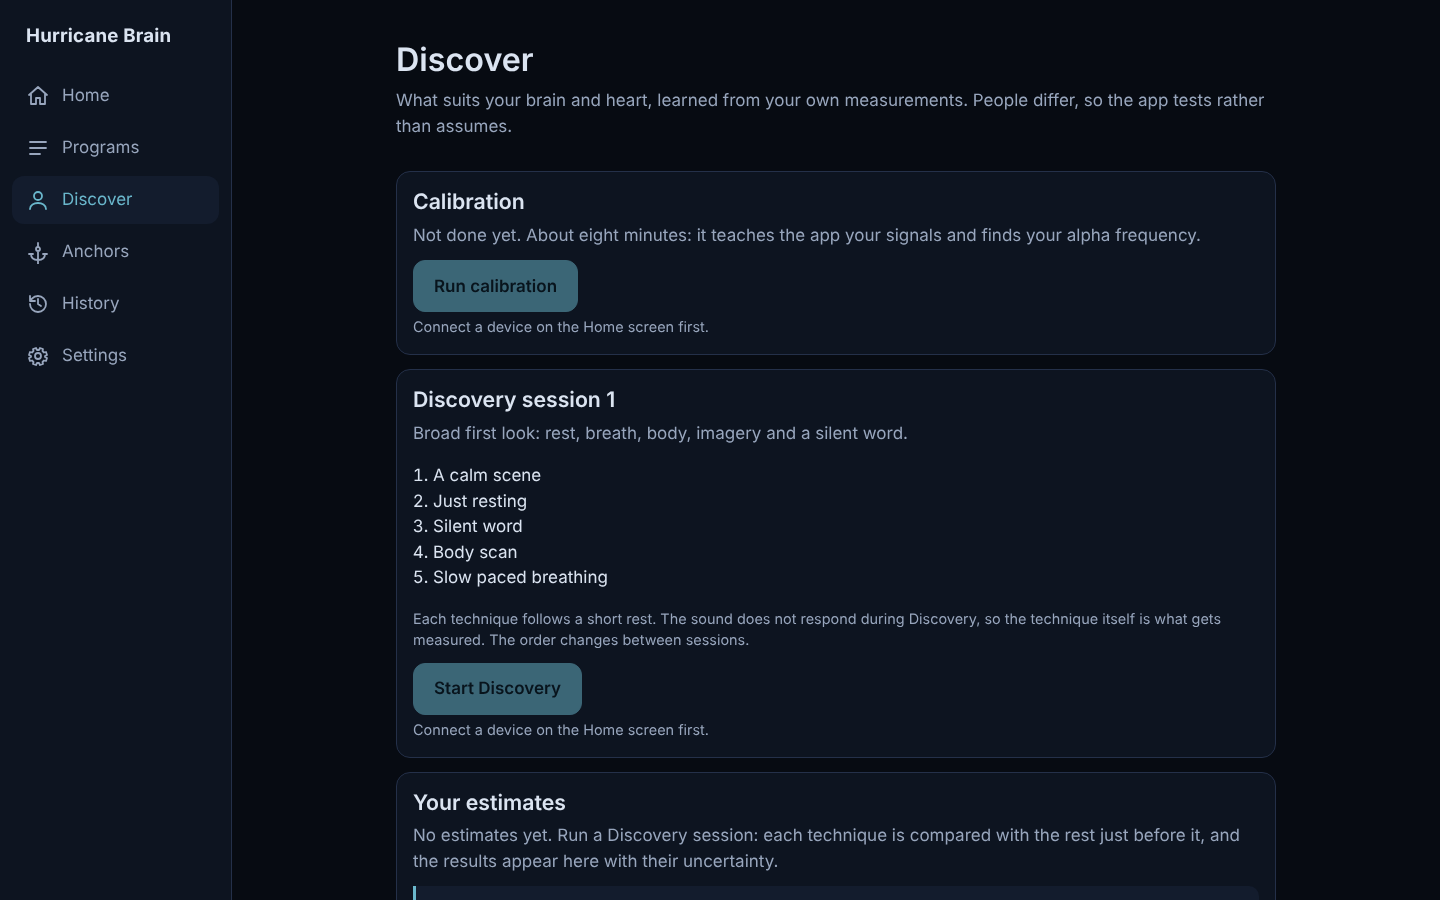 Hurricane Brain
Home
Programs
Discover
Anchors
History
Settings
Discover
What suits your brain and heart, learned from your own measurements. People differ, so the app tests rather
than assumes.
Calibration
Not done yet. About eight minutes: it teaches the app your signals and finds your alpha frequency.
Run calibration
Connect a device on the Home screen first.
Discovery session 1
Broad first look: rest, breath, body, imagery and a silent word.
1. A calm scene
2. Just resting
3. Silent word
4. Body scan
5. Slow paced breathing
Each technique follows a short rest. The sound does not respond during Discovery, so the technique itself is what gets
measured. The order changes between sessions.
Start Discovery
Connect a device on the Home screen first.
Your estimates
No estimates yet. Run a Discovery session: each technique is compared with the rest just before it, and
the results appear here with their uncertainty.